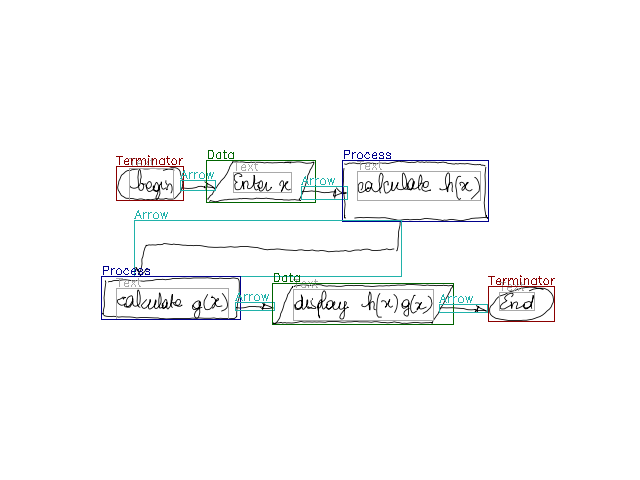 Terminator
Data
Process
Text
Text
Arrow
Arrow
begin
Enter x
calculate h(x)
Arrow
Process
Data
Terminator
Text
Text
Text
Arrow
Arrow
calculate g(x)
display h(x) g(x)
End